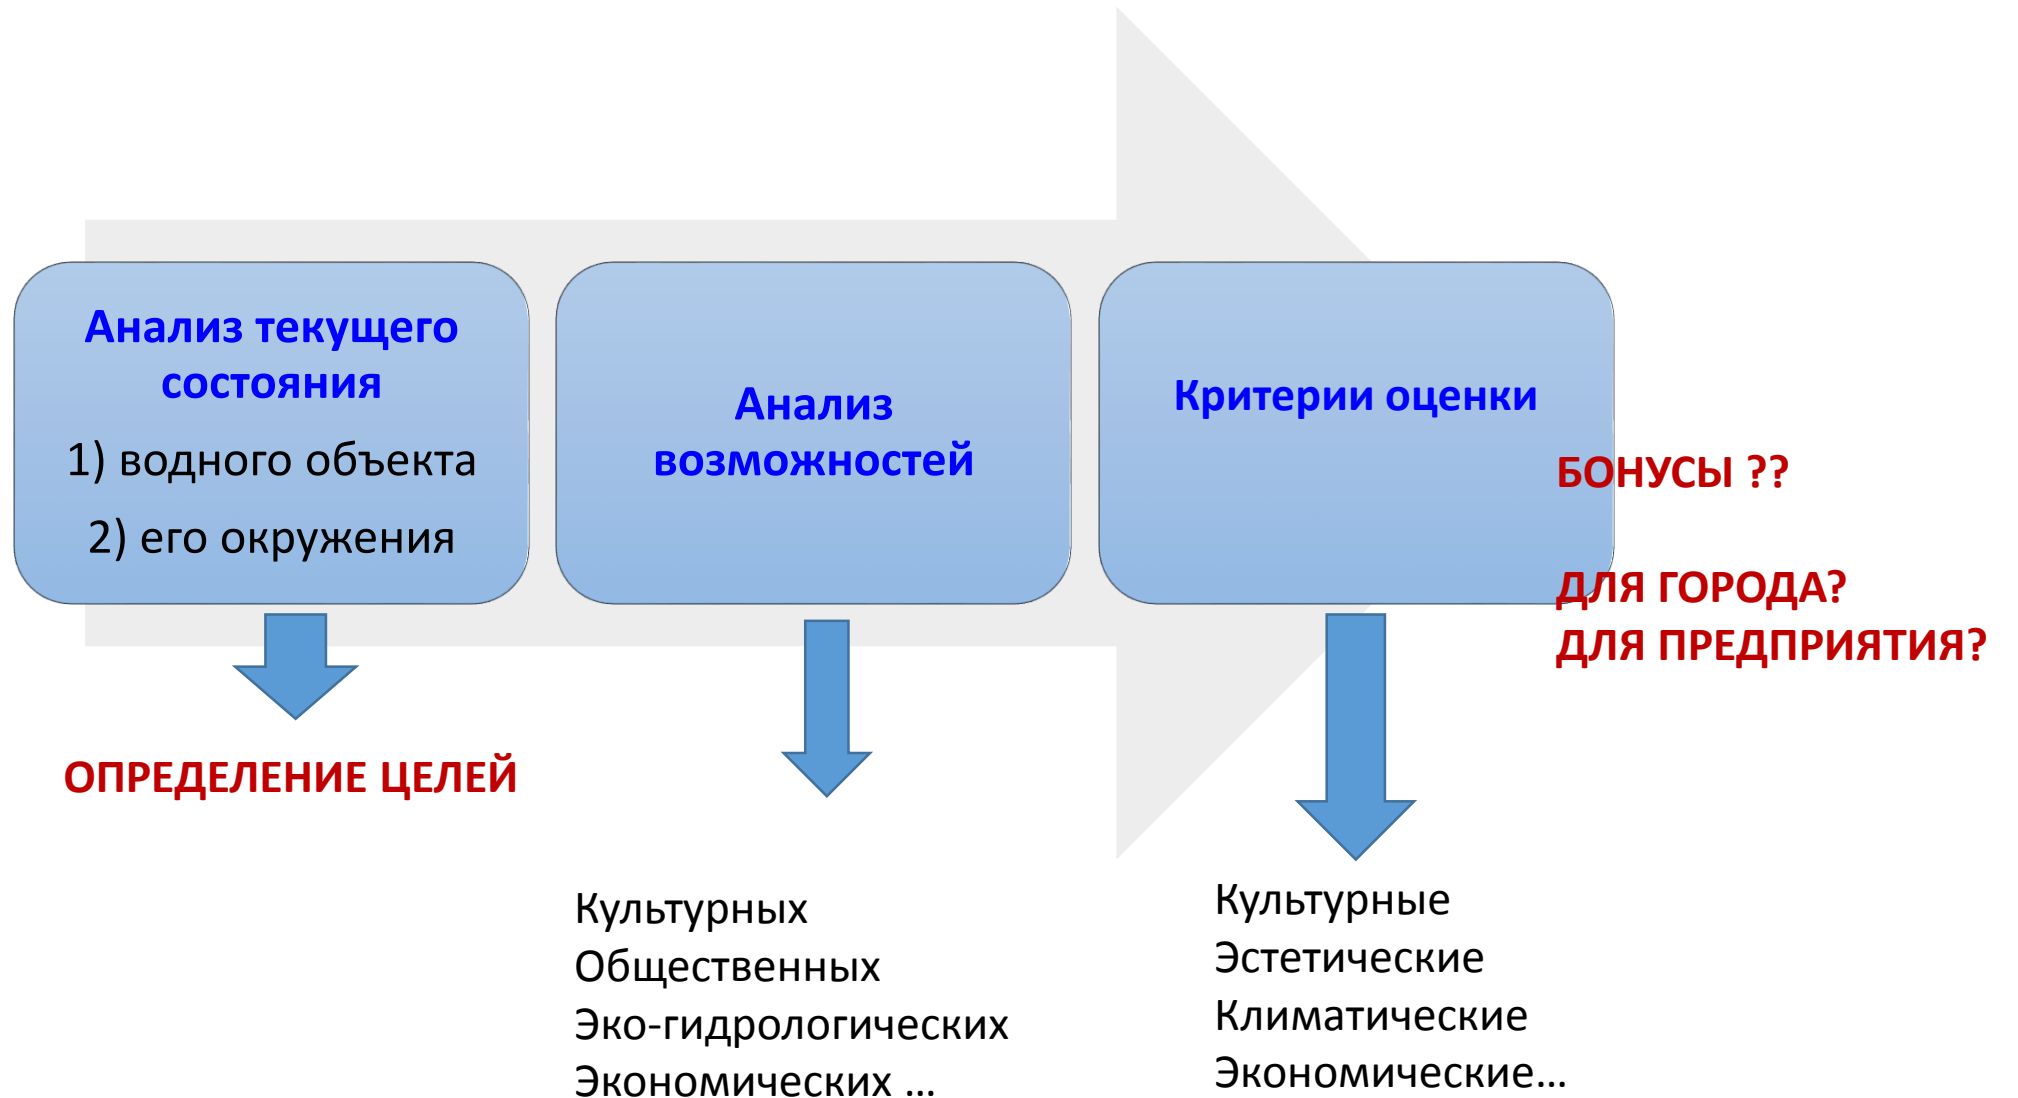 Анализ текущего
состояния
1) водного объекта
2) его окружения
Анализ
возможностей
Критерии оценки
БОНУСЫ ??
ДЛЯ ГОРОДА?
ДЛЯ ПРЕДПРИЯТИЯ?
ОПРЕДЕЛЕНИЕ ЦЕЛЕЙ
Культурных
Общественных
Эко-гидрологических
Экономических ...
Культурные
Эстетические
Климатические
Экономические...